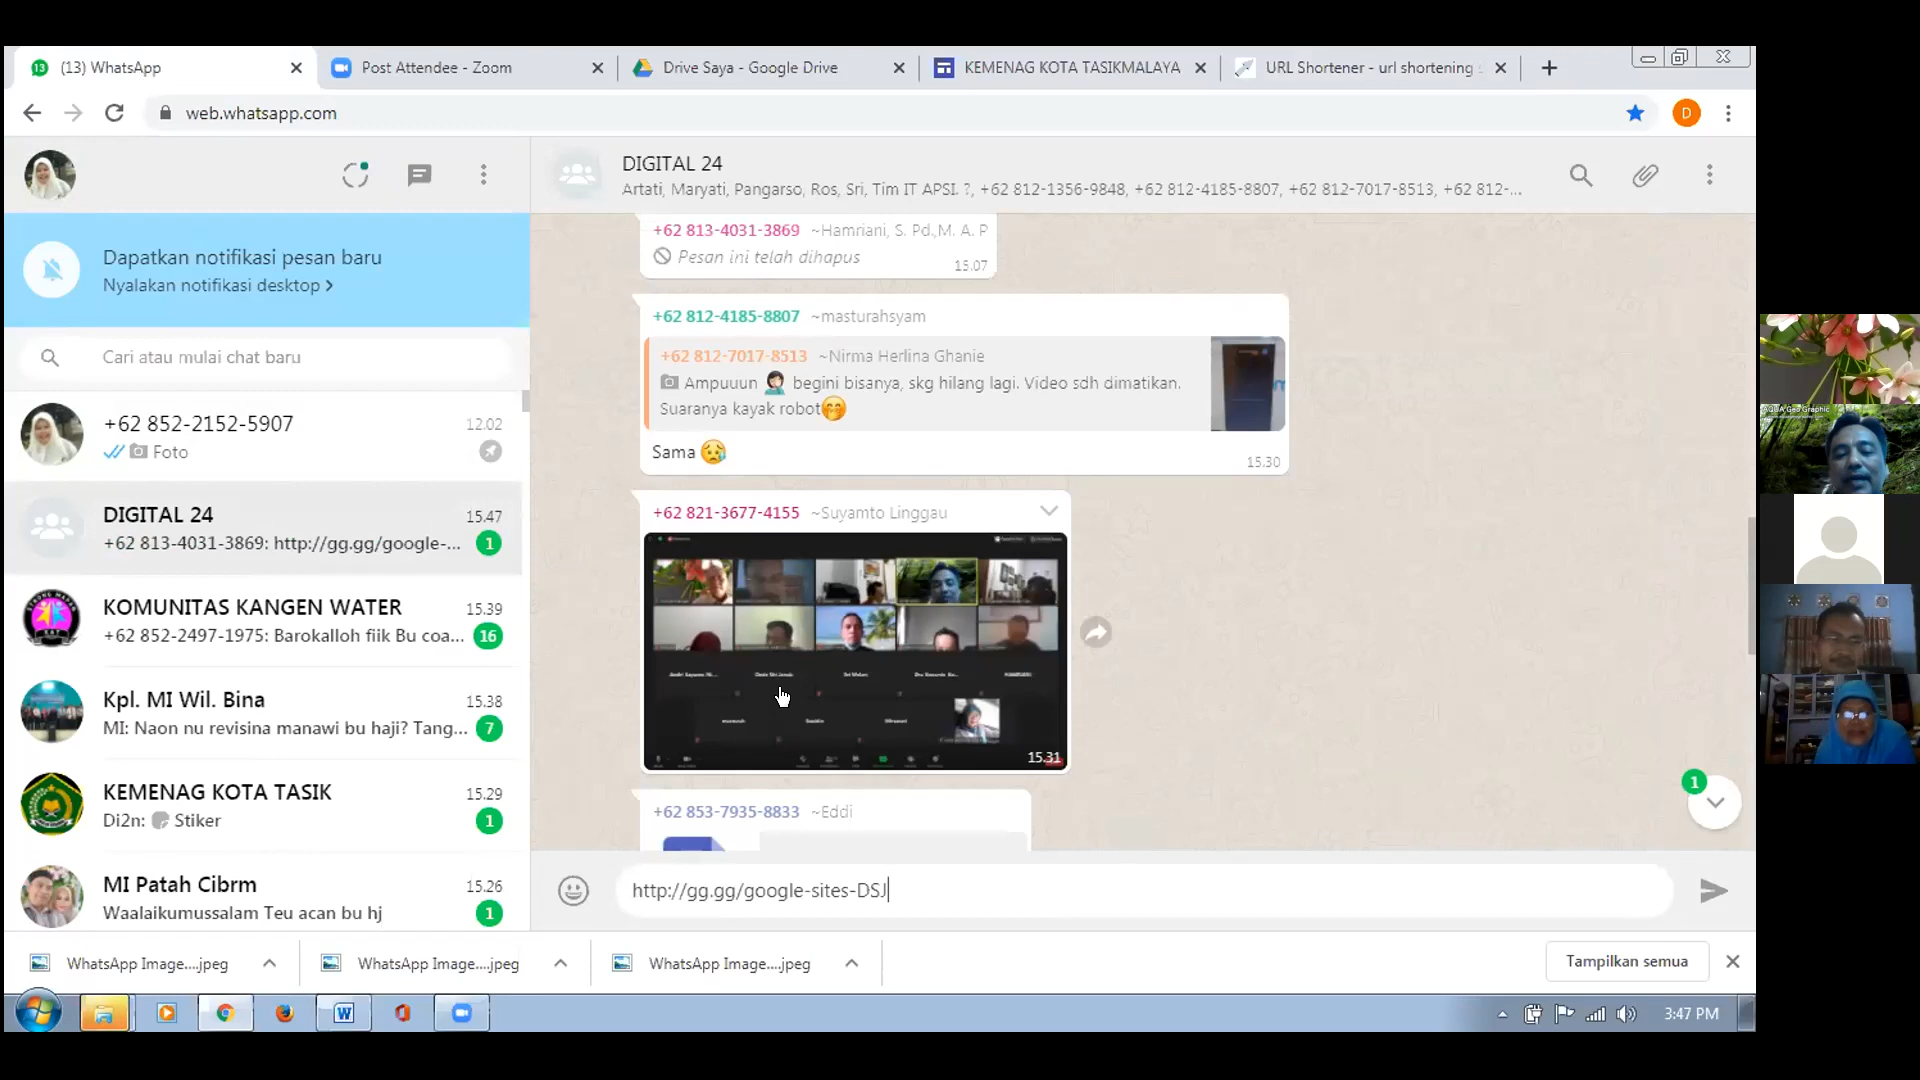 (13) WhatsApp
Post Attendee - Zoom
Drive Saya - Google Drive
KEMENAG KOTA TASIKMALAYA
URL Shortener - url shortening
web.whatsapp.com
D
DIGITAL 24
Artati, Maryati, Pangarso, Ros, Sri, Tim IT APSI. ?, +62 812-1356-9848, +62 812-4185-8807, +62 812-7017-8513, +62 812-...
Dapatkan notifikasi pesan baru
Nyalakan notifikasi desktop >
Cari atau mulai chat baru
+62 852-2152-5907
12.02
Foto
DIGITAL 24
15.47
+62 813-4031-3869: http://gg.gg/google-...
1
KOMUNITAS KANGEN WATER
15.39
+62 852-2497-1975: Barokalloh fiik Bu coa...
16
Kpl. MI Wil. Bina
15.38
MI: Naon nu revisina manawi bu haji? Tang...
7
KEMENAG KOTA TASIK
15.29
Di2n: Stiker
1
MI Patah Cibrm
15.26
Waalaikumussalam Teu acan bu hj
1
+62 813-4031-3869 ~Hamriani, S. Pd.,M. A. P
Pesan ini telah dihapus
15.07
+62 812-4185-8807 ~masturahsyam
+62 812-7017-8513 ~Nirma Herlina Ghanie
Ampuuun 🤦🏻‍♀️ begini bisanya, skg hilang lagi. Video sdh dimatikan.
Suaranya kayak robot🤭
Sama 😥
15.30
+62 821-3677-4155 ~Suyamto Linggau
15.31
+62 853-7935-8833 ~Eddi
1
http://gg.gg/google-sites-DSJ
WhatsApp Image....jpeg
WhatsApp Image....jpeg
WhatsApp Image....jpeg
Tampilkan semua
3:47 PM
AQUA Geo Graphic